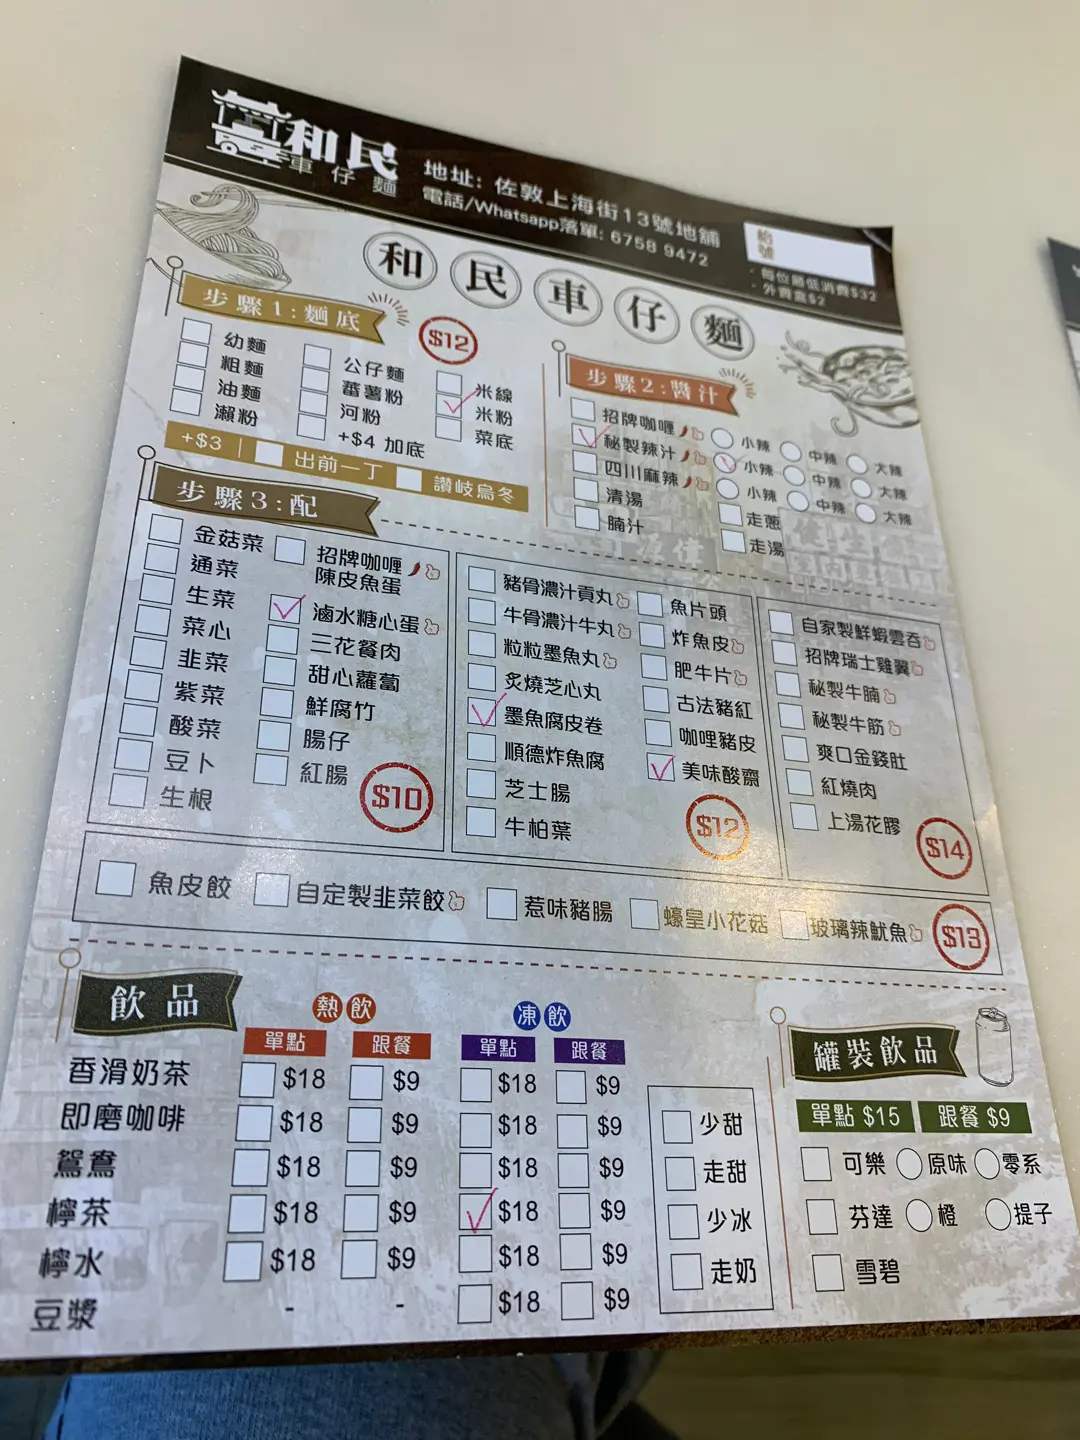 和民
車仔麵
地址: 佐敦上海街13號地舖
電話/Whatsapp落單: 6758 9472
枱號
· 每位最低消費$32
· 外賣盒$2
和民車仔麵
步驟1:麵底
$12
幼麵 公仔麵 米線
粗麵 蕃薯粉 米粉
油麵 河粉 菜底
瀨粉 +$4 加底
+$3 | 出前一丁 讚岐烏冬
步驟2:醬汁
招牌咖喱 小辣 中辣 大辣
秘製辣汁 小辣 中辣 大辣
四川麻辣 小辣 中辣 大辣
清湯 走蔥
腩汁 走湯
步驟3:配
金菇菜
通菜
生菜
菜心
韭菜
紫菜
酸菜
豆卜
生根
招牌咖喱
陳皮魚蛋
滷水糖心蛋
三花餐肉
甜心蘿蔔
鮮腐竹
腸仔
紅腸
$10
豬骨濃汁貢丸
牛骨濃汁牛丸
粒粒墨魚丸
炙燒芝心丸
墨魚腐皮卷
順德炸魚腐
芝士腸
牛柏葉
魚片頭
炸魚皮
肥牛片
古法豬紅
咖哩豬皮
美味酸齋
$12
自家製鮮蝦雲吞
招牌瑞士雞翼
秘製牛腩
秘製牛筋
爽口金錢肚
紅燒肉
上湯花膠
$14
魚皮餃 自定製韭菜餃 惹味豬腸 蠔皇小花菇 玻璃辣魷魚 $13
飲品
熱飲 凍飲
單點 跟餐 單點 跟餐
香滑奶茶 $18 $9 $18 $9
即磨咖啡 $18 $9 $18 $9
鴛鴦 $18 $9 $18 $9
檸茶 $18 $9 $18 $9
檸水 $18 $9 $18 $9
豆漿 - - $18 $9
少甜
走甜
少冰
走奶
罐裝飲品
單點 $15 跟餐 $9
可樂 原味 零系
芬達 橙 提子
雪碧